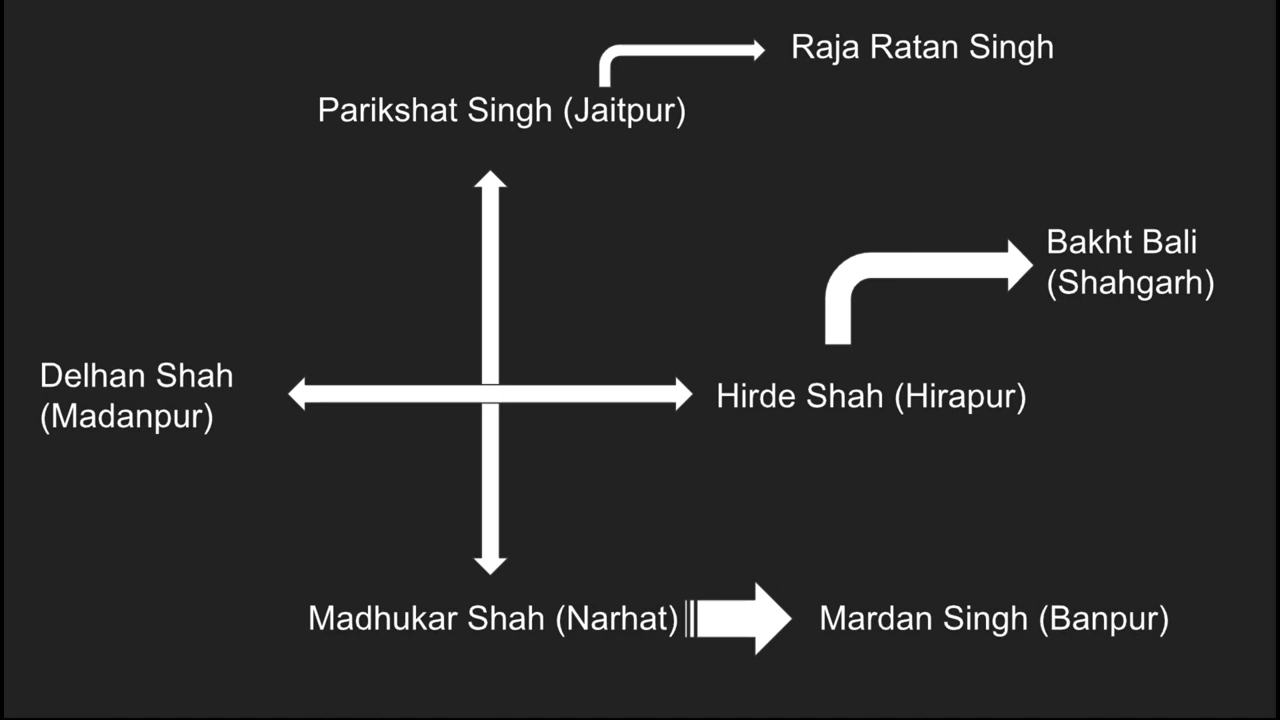 Raja Ratan Singh
Parikshat Singh (Jaitpur)
Bakht Bali
(Shahgarh)
Delhan Shah
(Madanpur)
Hirde Shah (Hirapur)
Madhukar Shah (Narhat)
Mardan Singh (Banpur)